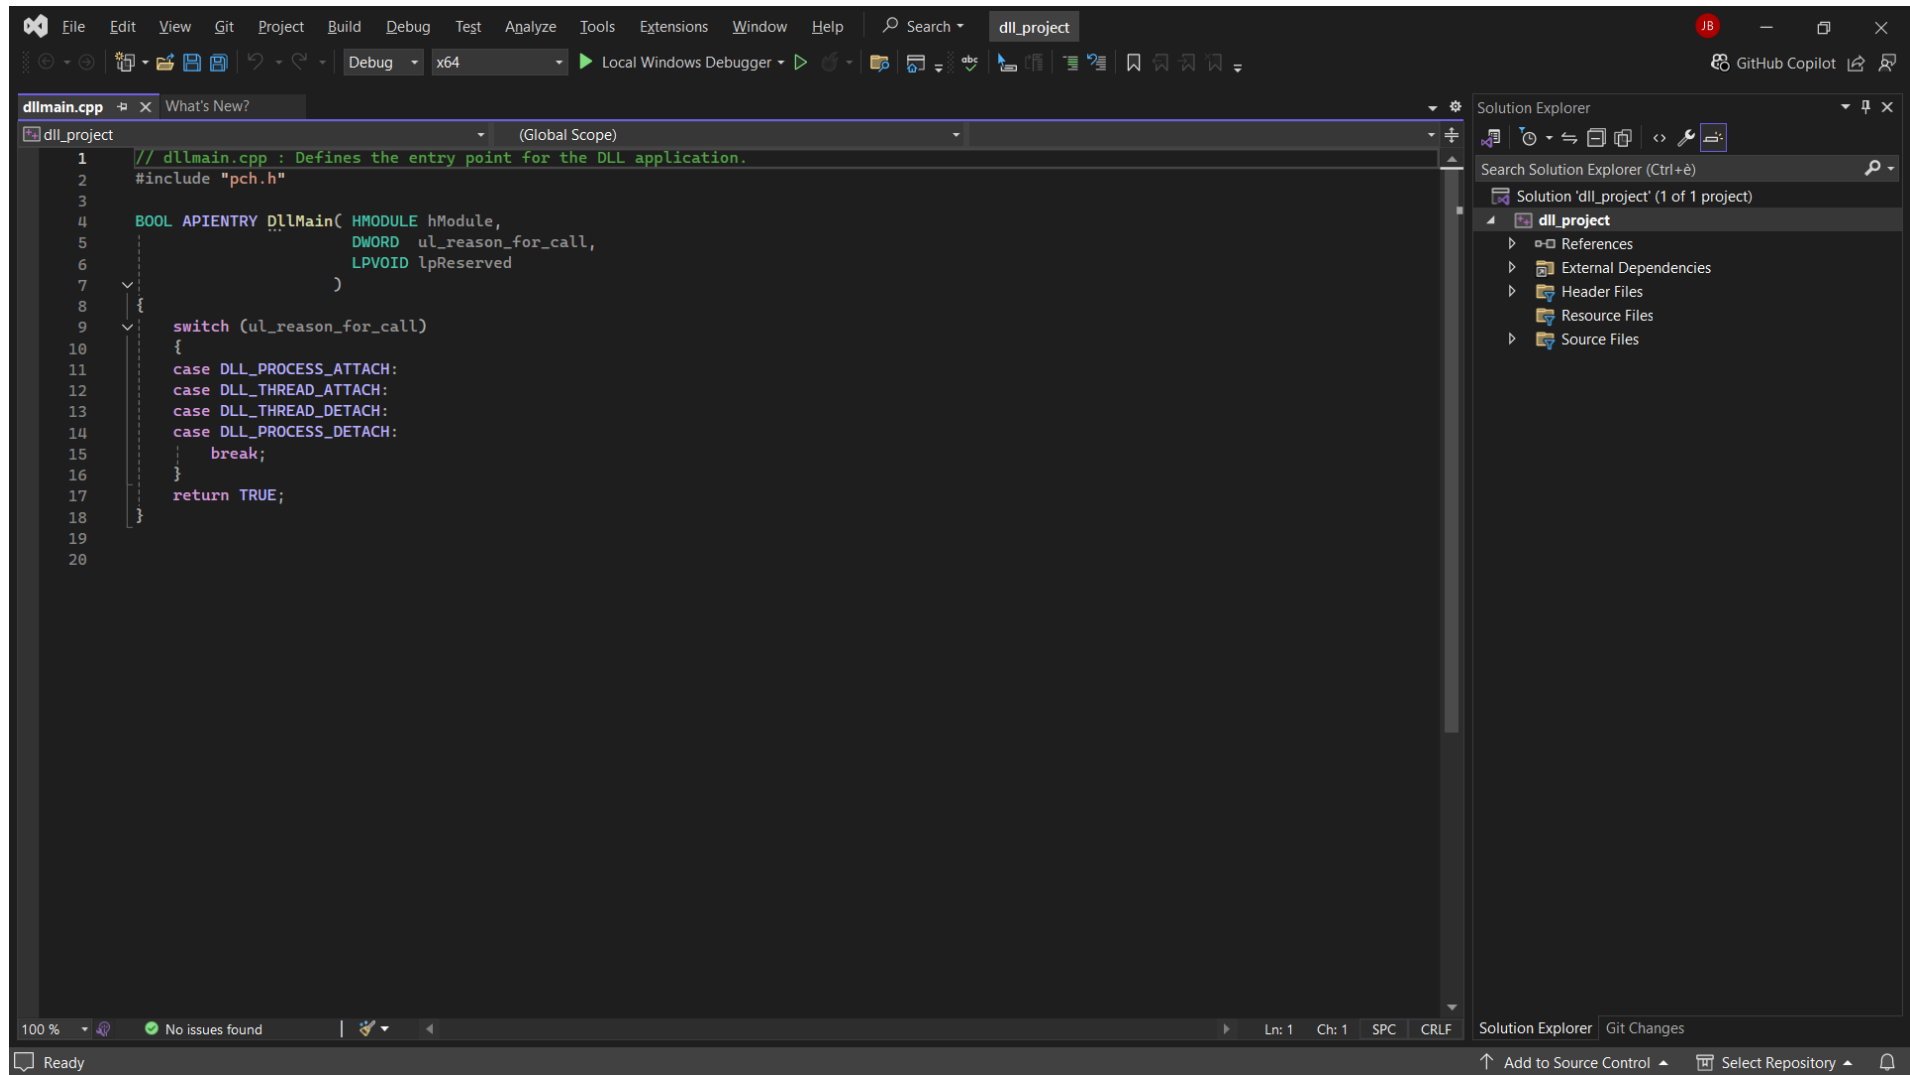 File Edit View Git Project Build Debug Test Analyze Tools Extensions Window Help Search dll_project JB
Debug x64 Local Windows Debugger abc GitHub Copilot
dllmain.cpp What's New?
dll_project (Global Scope)
1 // dllmain.cpp : Defines the entry point for the DLL application.
2 #include "pch.h"
3
4 BOOL APIENTRY DllMain( HMODULE hModule,
5 DWORD ul_reason_for_call,
6 LPVOID lpReserved
7 )
8 {
9 switch (ul_reason_for_call)
10 {
11 case DLL_PROCESS_ATTACH:
12 case DLL_THREAD_ATTACH:
13 case DLL_THREAD_DETACH:
14 case DLL_PROCESS_DETACH:
15 break;
16 }
17 return TRUE;
18 }
19
20
100 % No issues found Ln: 1 Ch: 1 SPC CRLF
Solution Explorer
Search Solution Explorer (Ctrl+è)
Solution 'dll_project' (1 of 1 project)
dll_project
References
External Dependencies
Header Files
Resource Files
Source Files
Solution Explorer Git Changes
Ready Add to Source Control Select Repository